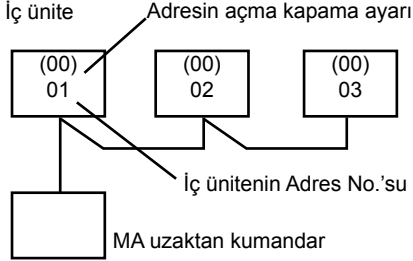 İç ünite
Adresin açma kapama ayarı
(00) (00) (00)
01 02 03
İç ünitenin Adres No.'su
MA uzaktan kumandar